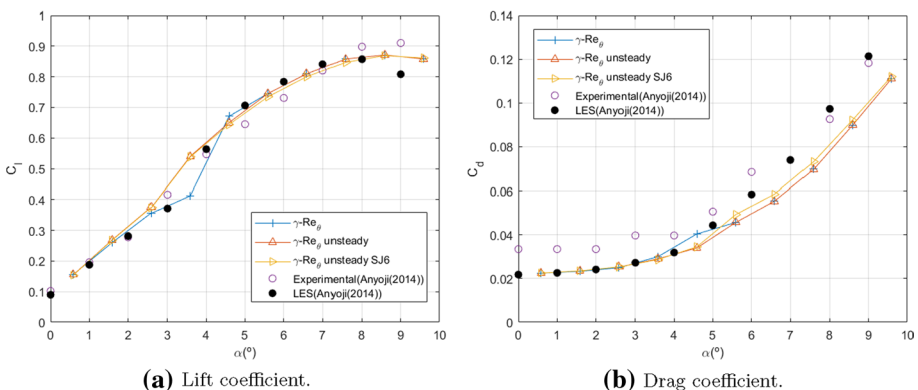 1
0.9
0.8
0.7
0.6
0.5
0.4
0.3
0.2
0.1
0
C_l
0 1 2 3 4 5 6 7 8 9 10
α(°)
γ-Re_θ
γ-Re_θ unsteady
γ-Re_θ unsteady SJ6
Experimental(Anyoji(2014))
LES(Anyoji(2014))
(a) Lift coefficient.
0.14
0.12
0.10
0.08
0.06
0.04
0.02
0.00
C_d
0 1 2 3 4 5 6 7 8 9 10
α(°)
γ-Re_θ
γ-Re_θ unsteady
γ-Re_θ unsteady SJ6
Experimental(Anyoji(2014))
LES(Anyoji(2014))
(b) Drag coefficient.